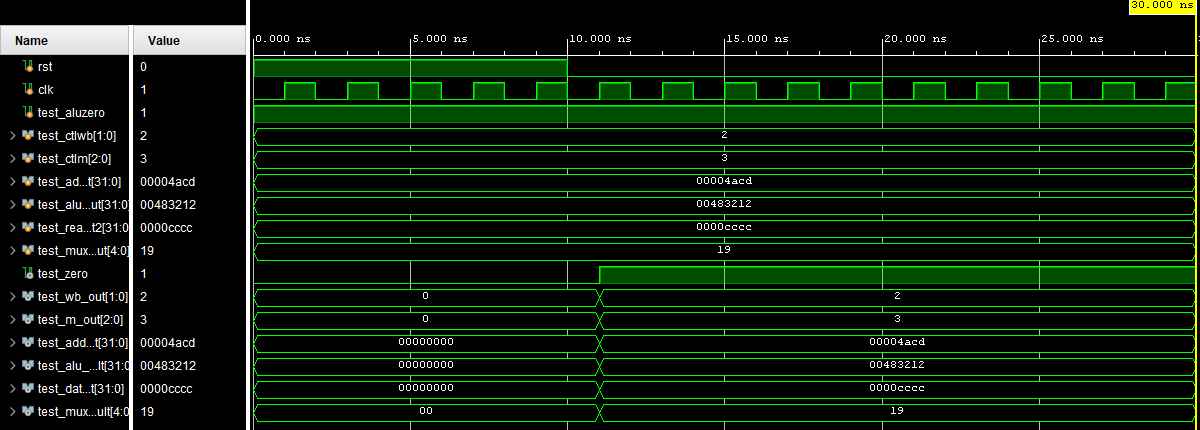 30.000 ns
Name Value
0.000 ns 5.000 ns 10.000 ns 15.000 ns 20.000 ns 25.000 ns
rst 0
clk 1
test_aluzero 1
test_ctlwb[1:0] 2 2
test_ctlm[2:0] 3 3
test_ad...t[31:0] 00004acd 00004acd
test_alu...ut[31:0] 00483212 00483212
test_rea...t2[31:0] 0000cccc 0000cccc
test_mux...ut[4:0] 19 19
test_zero 1
test_wb_out[1:0] 2 0 2
test_m_out[2:0] 3 0 3
test_add...t[31:0] 00004acd 00000000 00004acd
test_alu_...lt[31:0 00483212 00000000 00483212
test_dat...t[31:0] 0000cccc 00000000 0000cccc
test_mux...ult[4:0 19 00 19